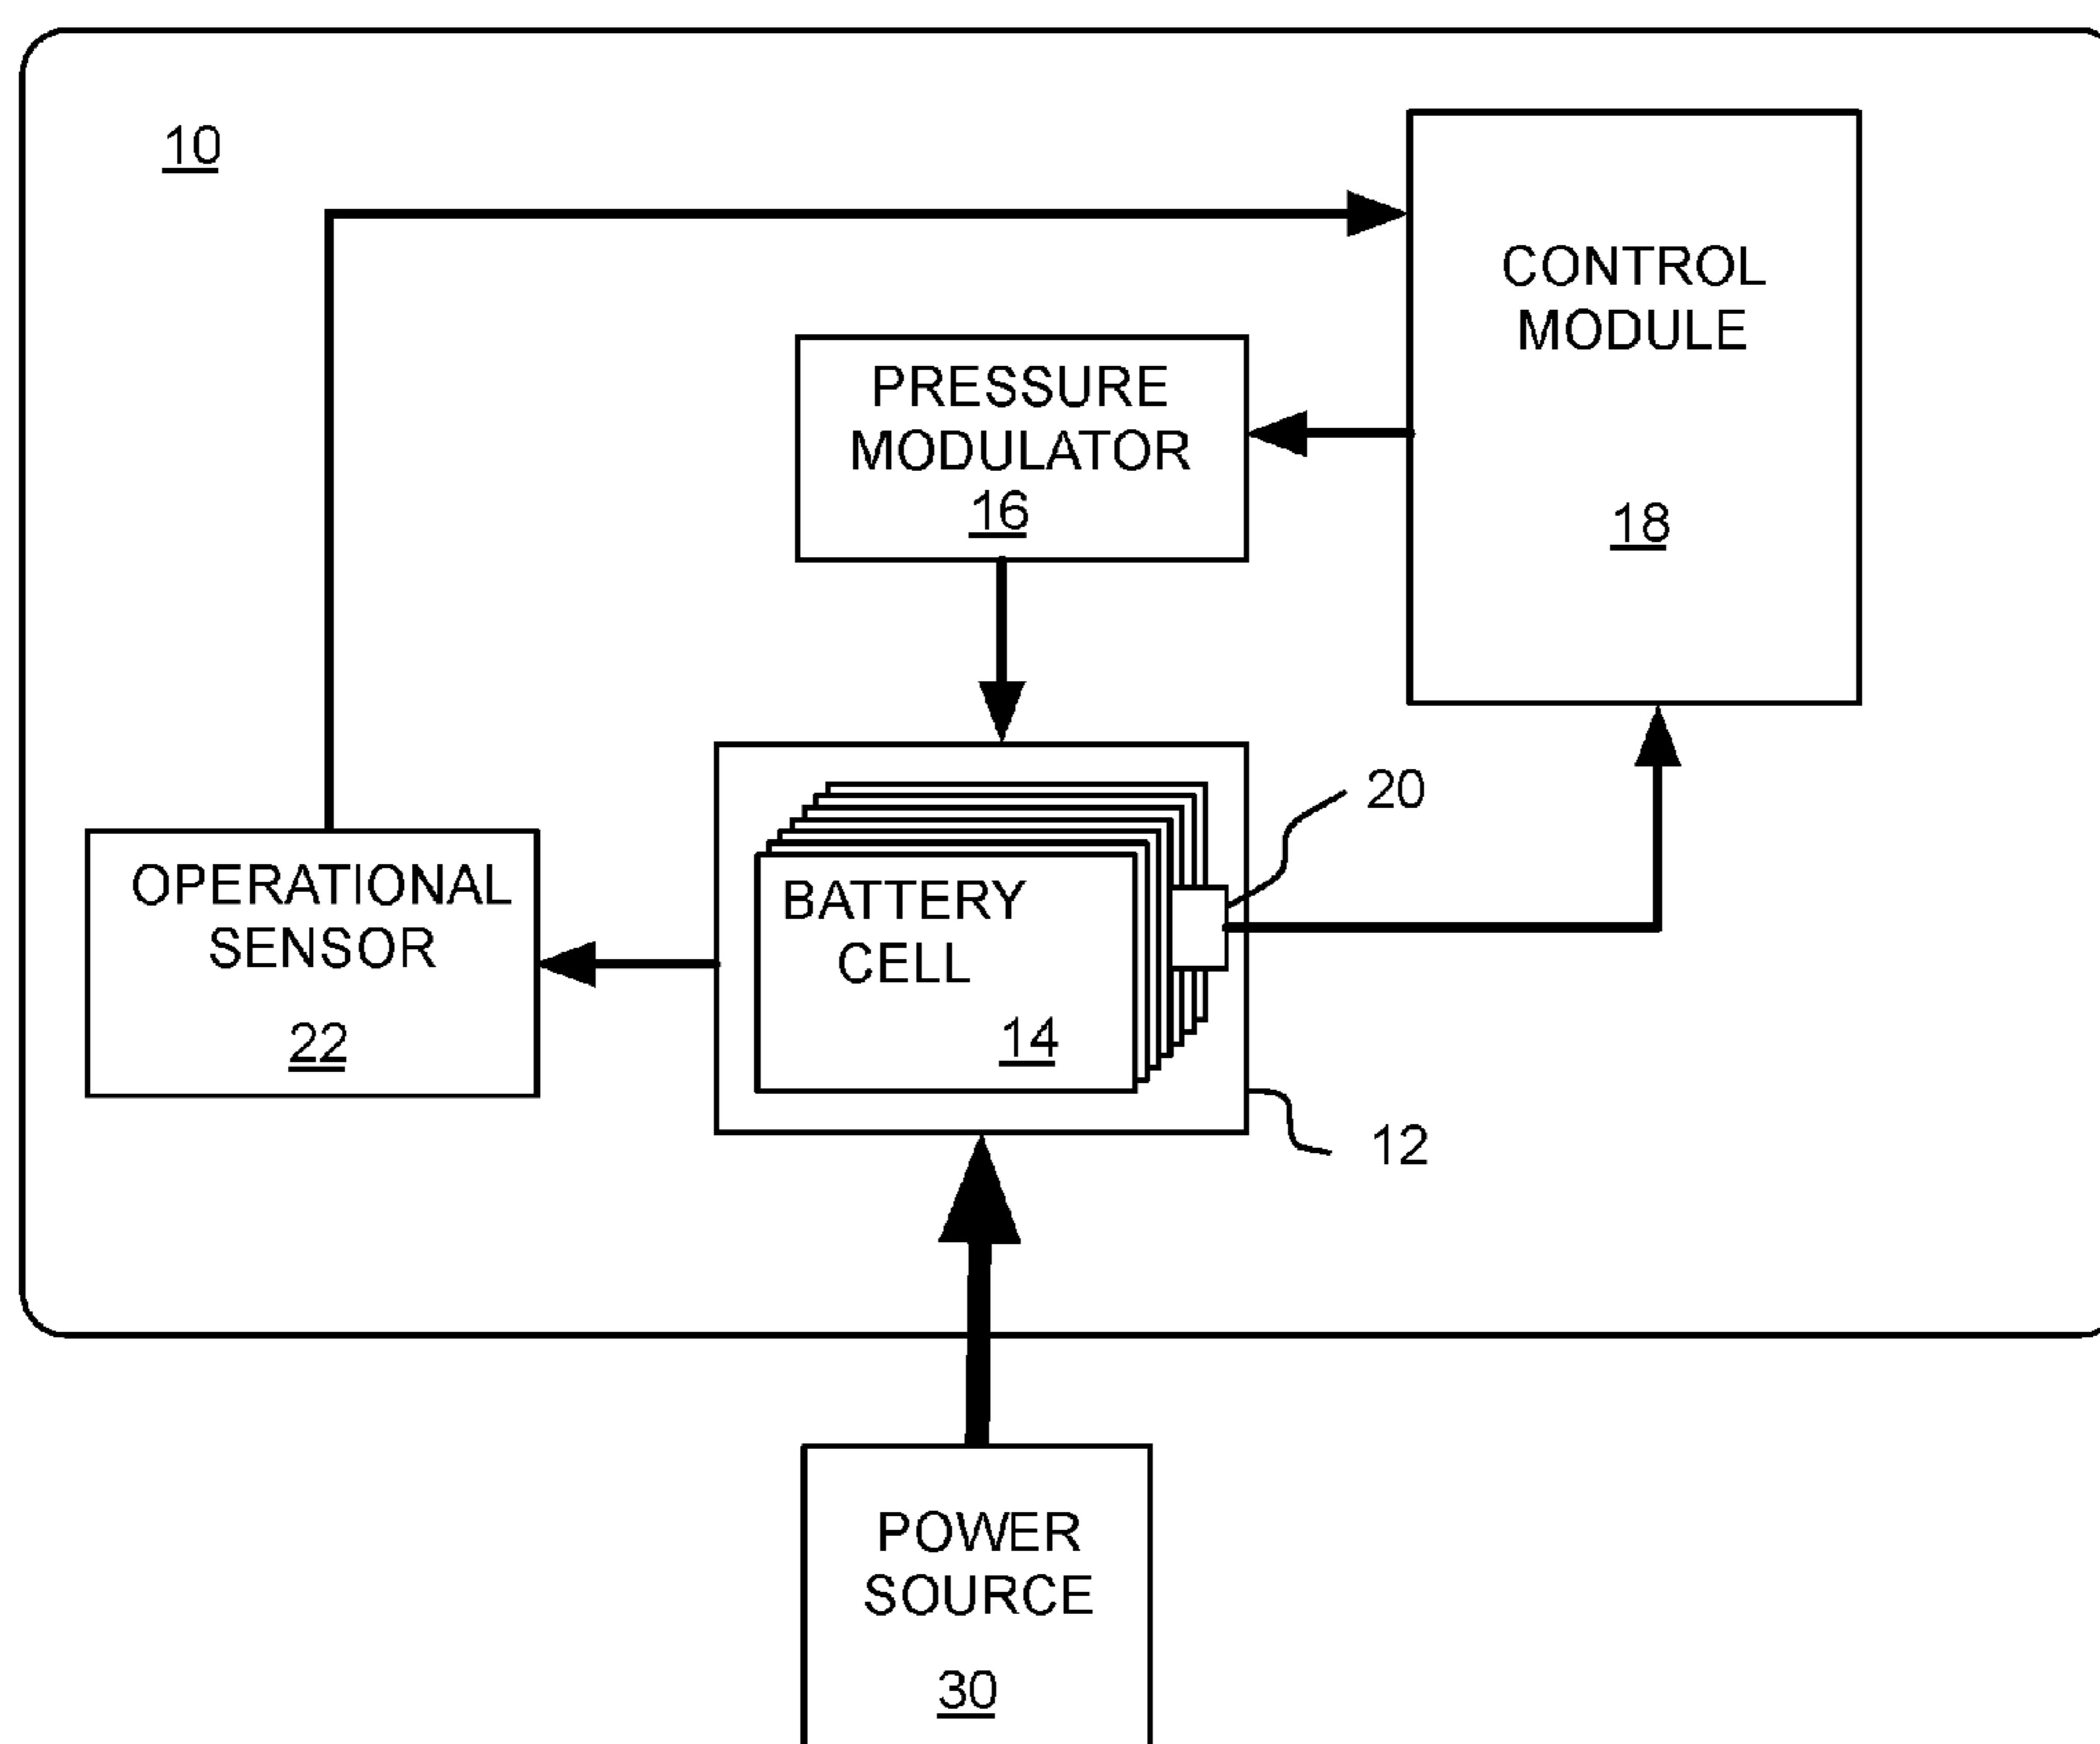 10
CONTROL
MODULE
18
PRESSURE
MODULATOR
16
20
OPERATIONAL
SENSOR
22
BATTERY
CELL
14
12
POWER
SOURCE
30